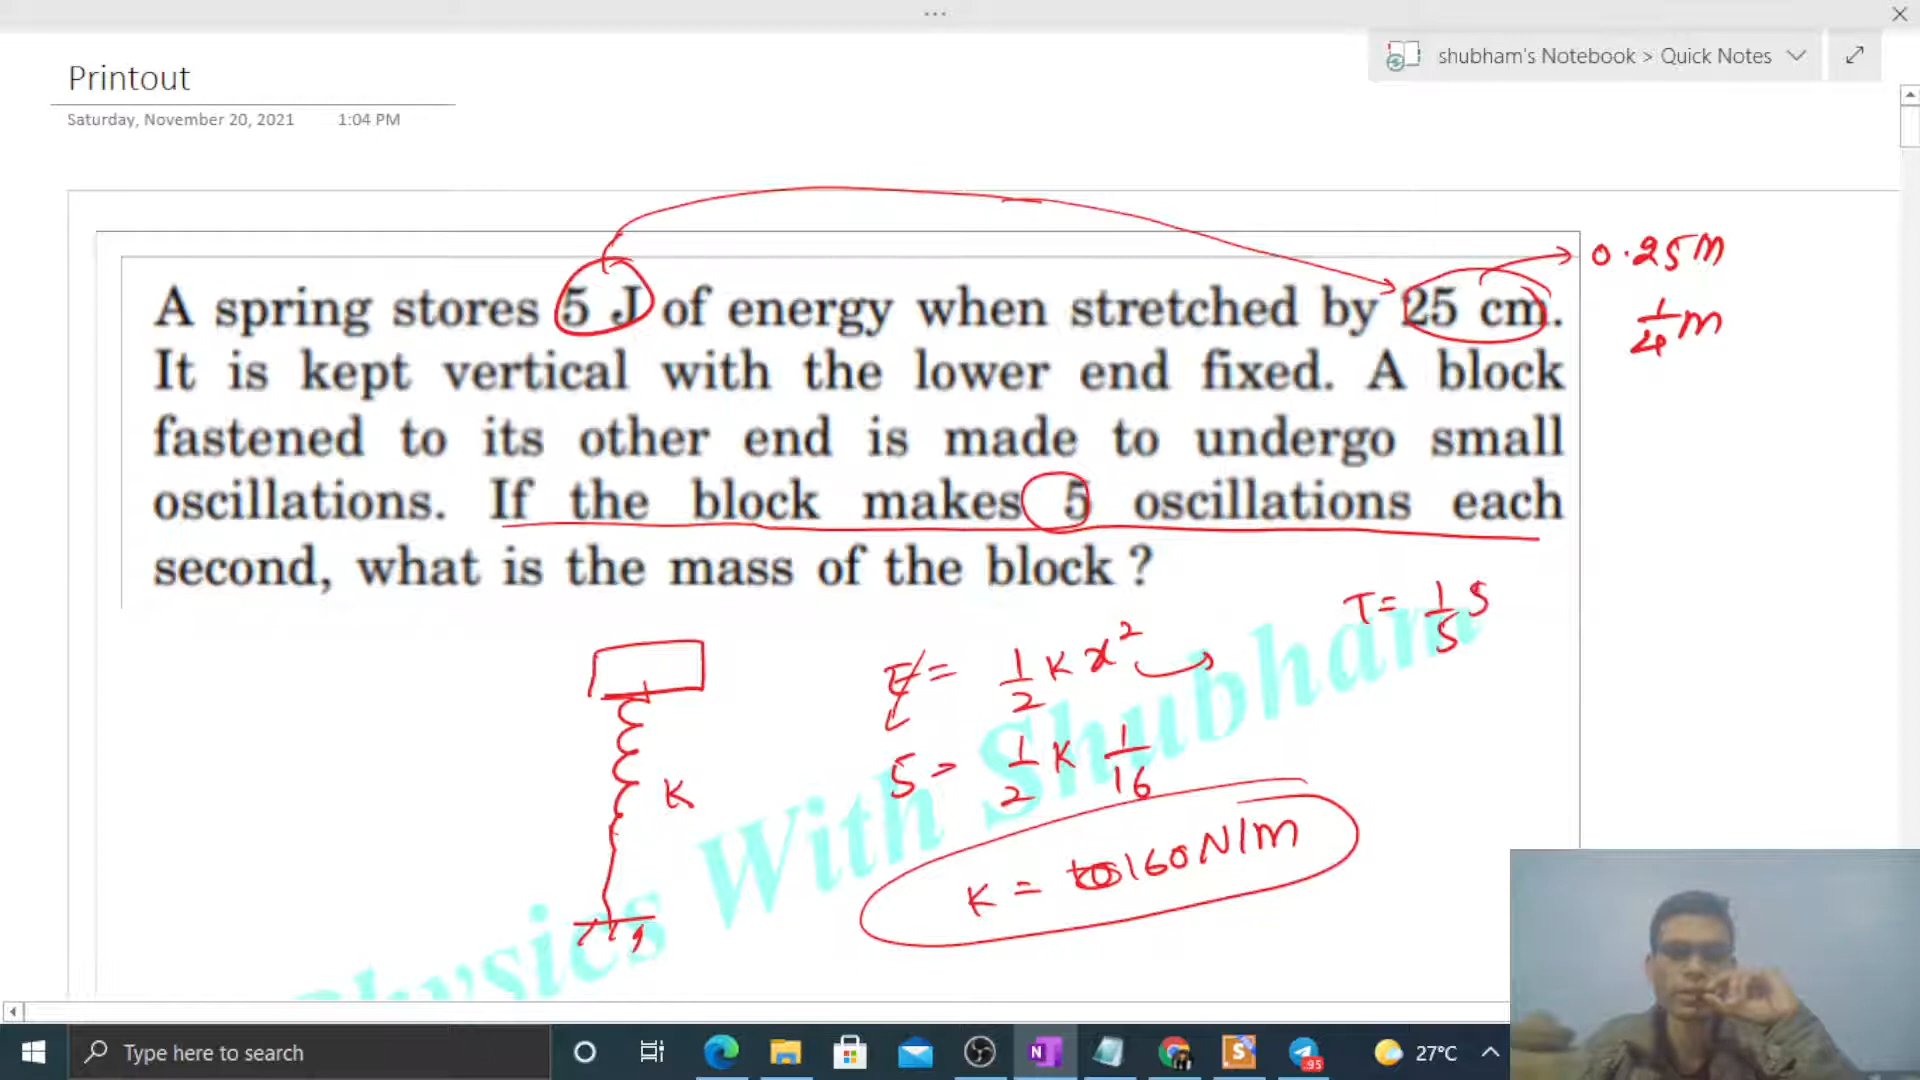 shubham's Notebook > Quick Notes
Printout
Saturday, November 20, 2021 1:04 PM
A spring stores 5 J of energy when stretched by 25 cm.
It is kept vertical with the lower end fixed. A block
fastened to its other end is made to undergo small
oscillations. If the block makes 5 oscillations each
second, what is the mass of the block ?
0.25m
1/4 m
T = 1/5 s
E = 1/2 K x²
5 = 1/2 K 1/16
K
K = 160 N/m
Physics With Shubham
Type here to search
95
27°C